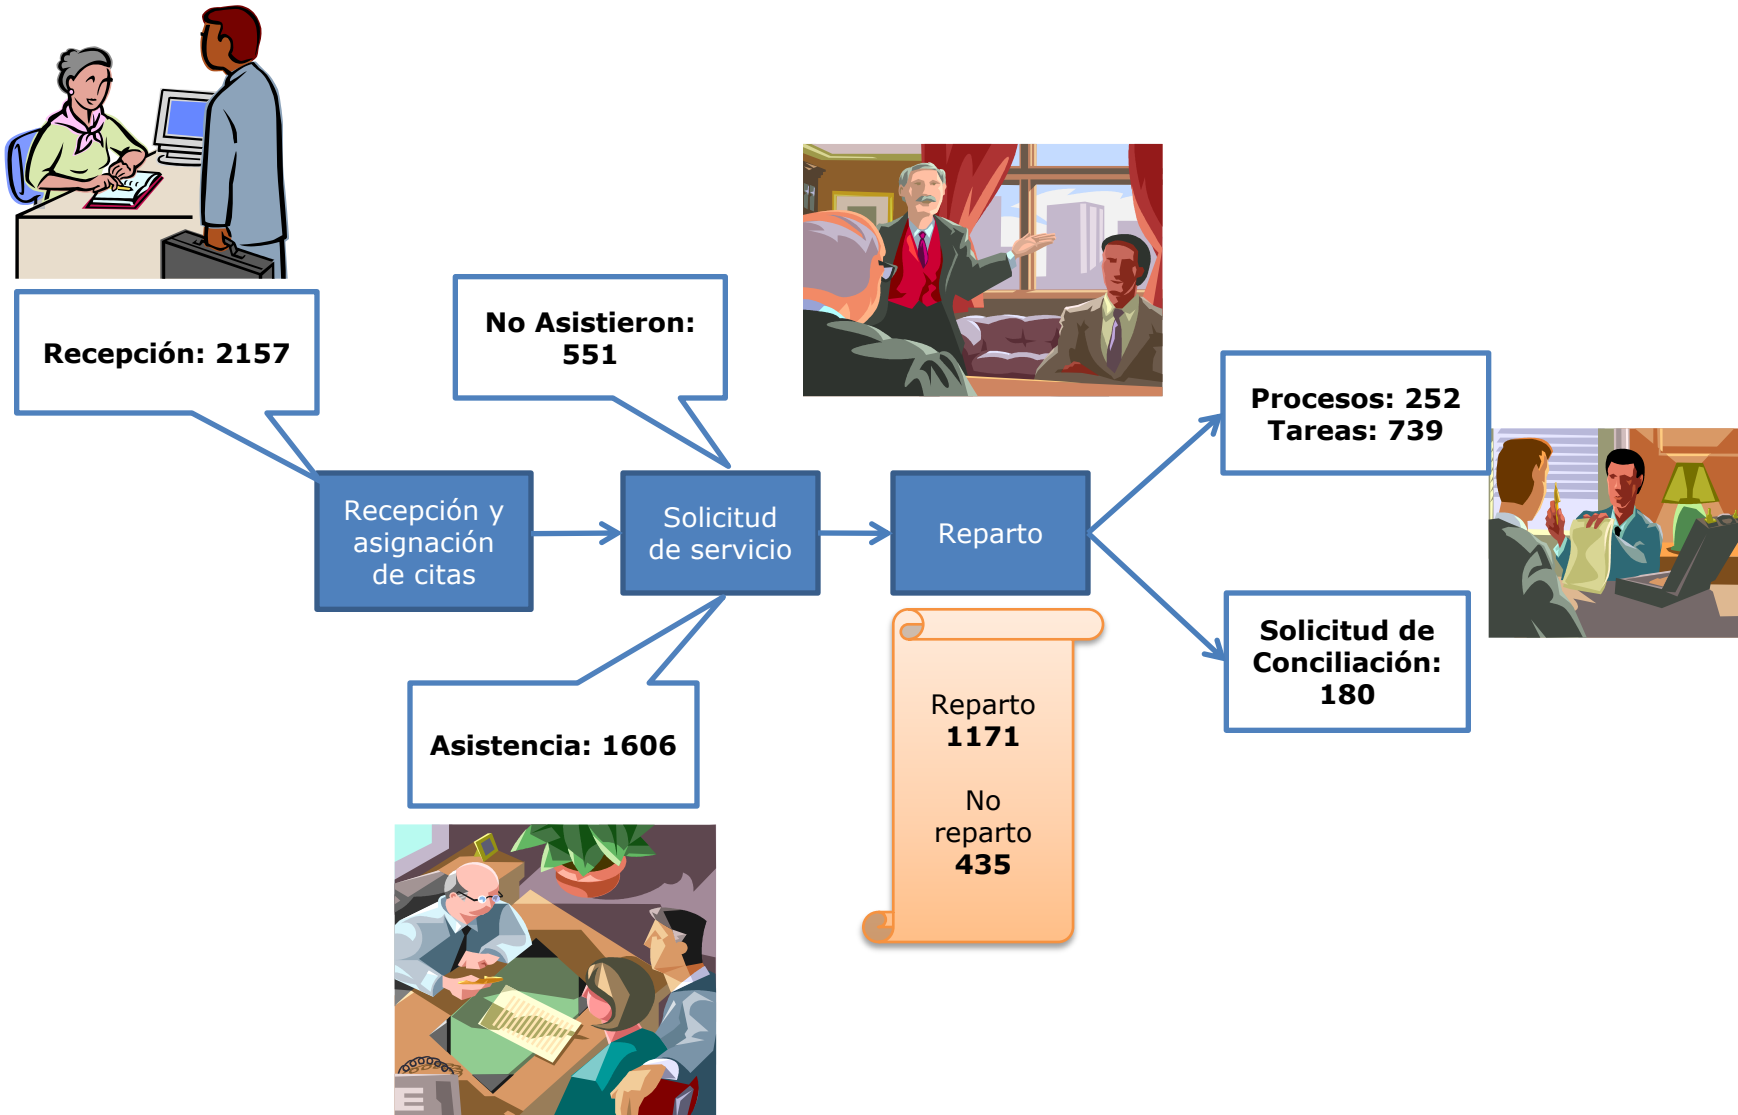 Recepción: 2157
No Asistieron:
551
Procesos: 252
Tareas: 739
Recepción y
asignación
de citas
Solicitud
de servicio
Reparto
Solicitud de
Conciliación:
180
Asistencia: 1606
Reparto
1171
No
reparto
435